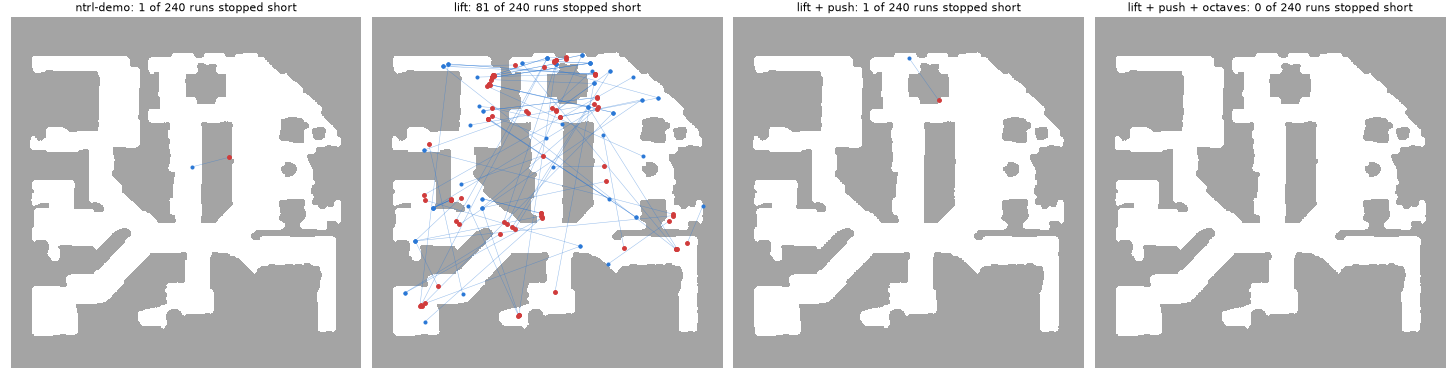 ntrl-demo: 1 of 240 runs stopped short
lift: 81 of 240 runs stopped short
lift + push: 1 of 240 runs stopped short
lift + push + octaves: 0 of 240 runs stopped short